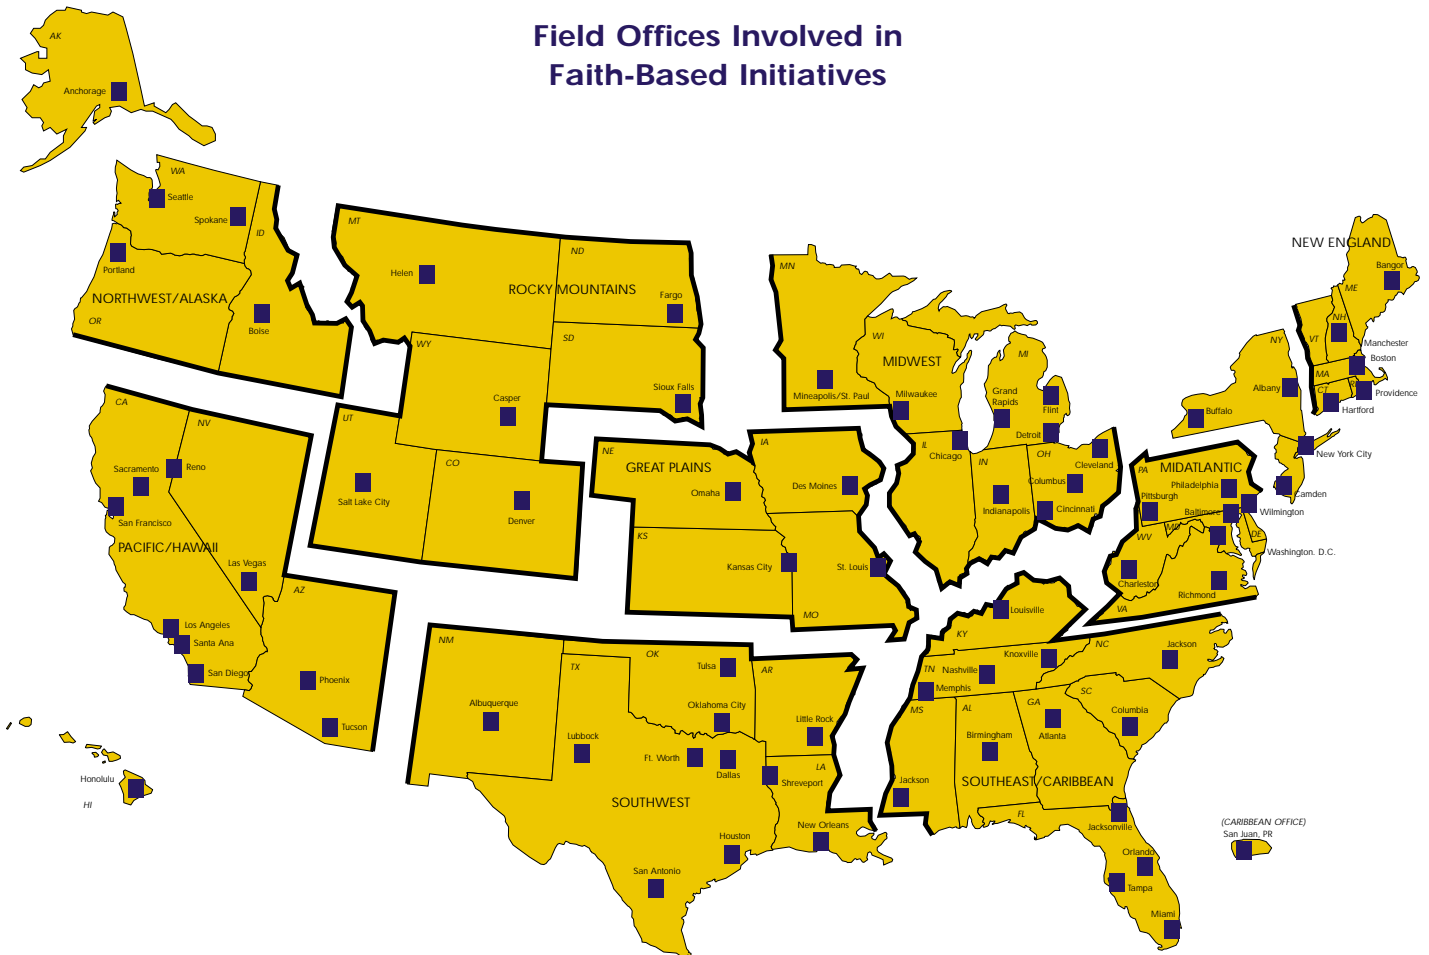 Field Offices Involved in
Faith-Based Initiatives
AK
Anchorage
WA
Seattle
Spokane
ID
Portland
NORTHWEST/ALASKA
OR
Boise
MT
Helen
ND
ROCKY MOUNTAINS
Fargo
WY
SD
Sioux Falls
Casper
UT
CO
Salt Lake City
Denver
CA
NV
Sacramento
Reno
San Francisco
PACIFIC/HAWAII
Las Vegas
AZ
Los Angeles
Santa Ana
San Diego
Phoenix
Tucson
Honolulu
HI
NE
GREAT PLAINS
IA
Omaha
Des Moines
KS
Kansas City
St. Louis
MO
NM
OK
TX
Tulsa
AR
Albuquerque
Oklahoma City
Lubbock
Little Rock
Ft. Worth
Dallas
LA
Shreveport
SOUTHWEST
New Orleans
Houston
San Antonio
MN
WI
MIDWEST
MI
Mineapolis/St. Paul
Milwaukee
Grand
Rapids
Flint
Detroit
IL
Chicago
IN
OH
Cleveland
Columbus
Indianapolis
Cincinnati
NEW ENGLAND
Bangor
ME
NH
VT
Manchester
Boston
MA
CT
RI
Providence
Hartford
NY
Albany
Buffalo
New York City
Camden
PA
MIDATLANTIC
Philadelphia
Pittsburgh
Baltimore
Wilmington
MD
DE
WV
Washington. D.C.
Charleston
Richmond
VA
Louisville
KY
Knoxville
NC
Jackson
TN
Nashville
Memphis
MS
AL
GA
SC
Columbia
Birmingham
Atlanta
Jackson
SOUTHEAST/CARIBBEAN
FL
Jacksonville
Orlando
Tampa
Miami
(CARIBBEAN OFFICE)
San Juan, PR